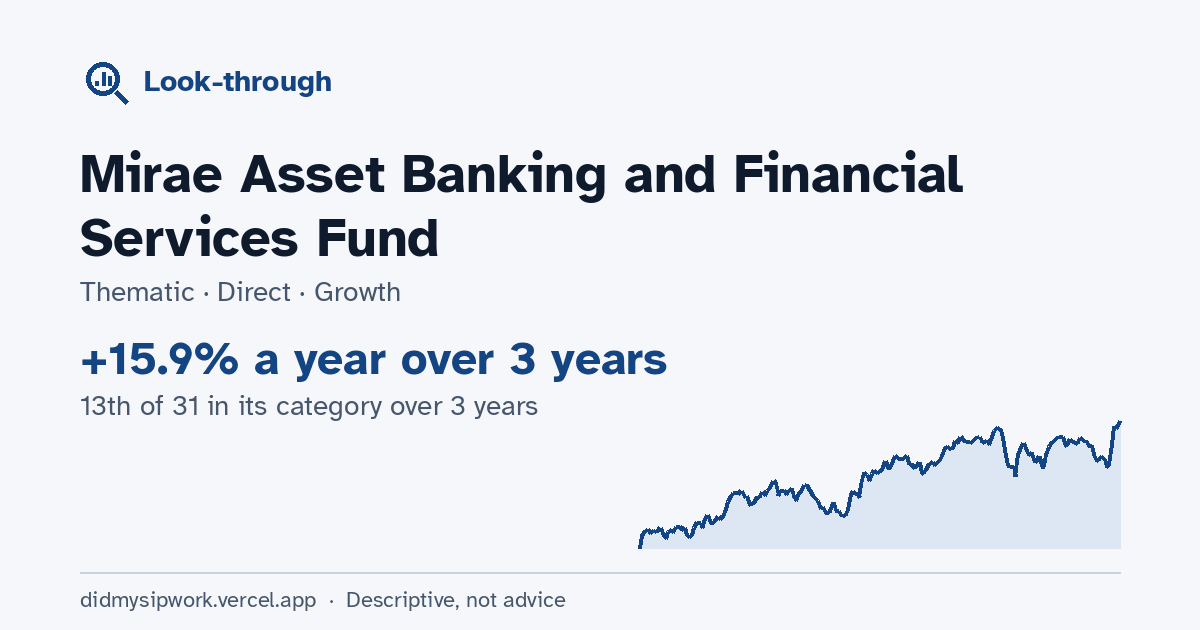 Look-through
Mirae Asset Banking and Financial
Services Fund
Thematic · Direct · Growth
+15.9% a year over 3 years
13th of 31 in its category over 3 years
didmysipwork.vercel.app · Descriptive, not advice